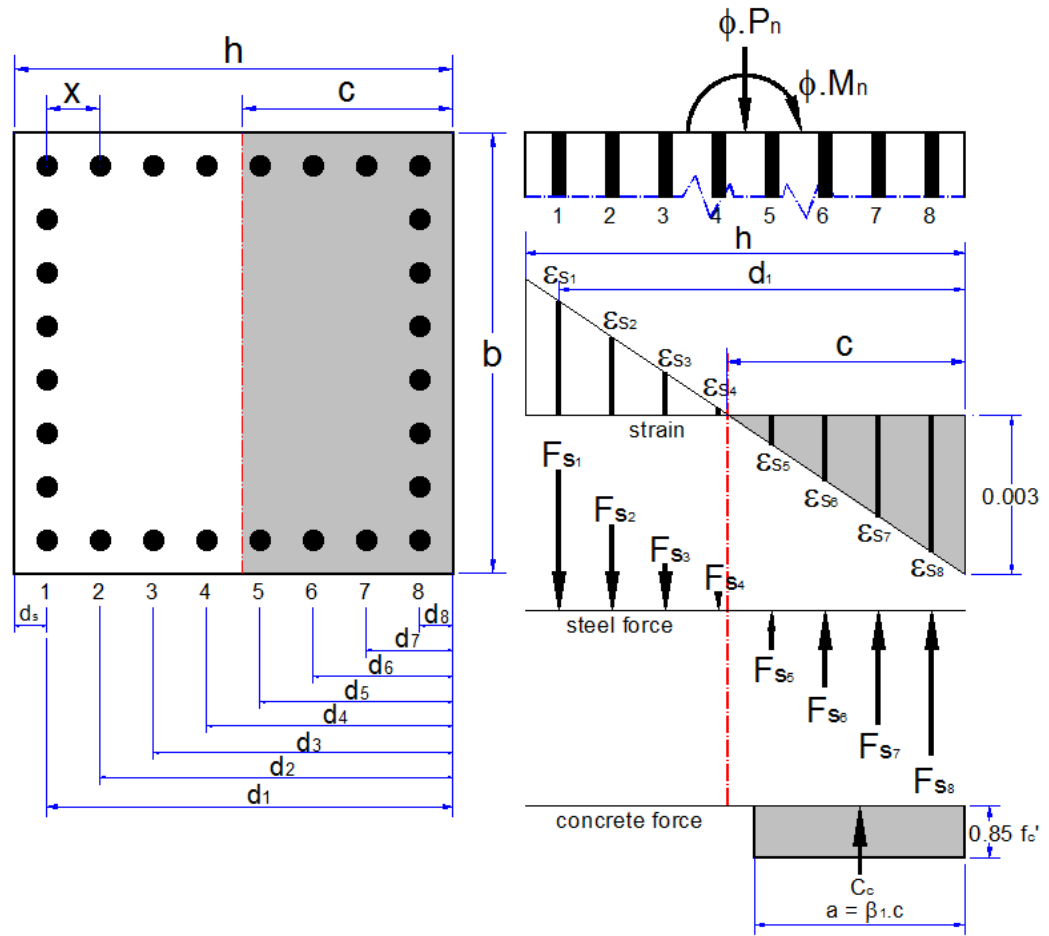 h
x
c
b
1 2 3 4 5 6 7 8
dₛ
d₈
d₇
d₆
d₅
d₄
d₃
d₂
d₁
ϕ.Pₙ
ϕ.Mₙ
1 2 3 4 5 6 7 8
h
d₁
c
εS₁
εS₂
εS₃
εS₄
strain
εS₅
εS₆
εS₇
εS₈
0.003
Fs₁
Fs₂
Fs₃
Fs₄
steel force
Fs₅
Fs₆
Fs₇
Fs₈
concrete force
0.85 fc'
Cc
a = β₁.c